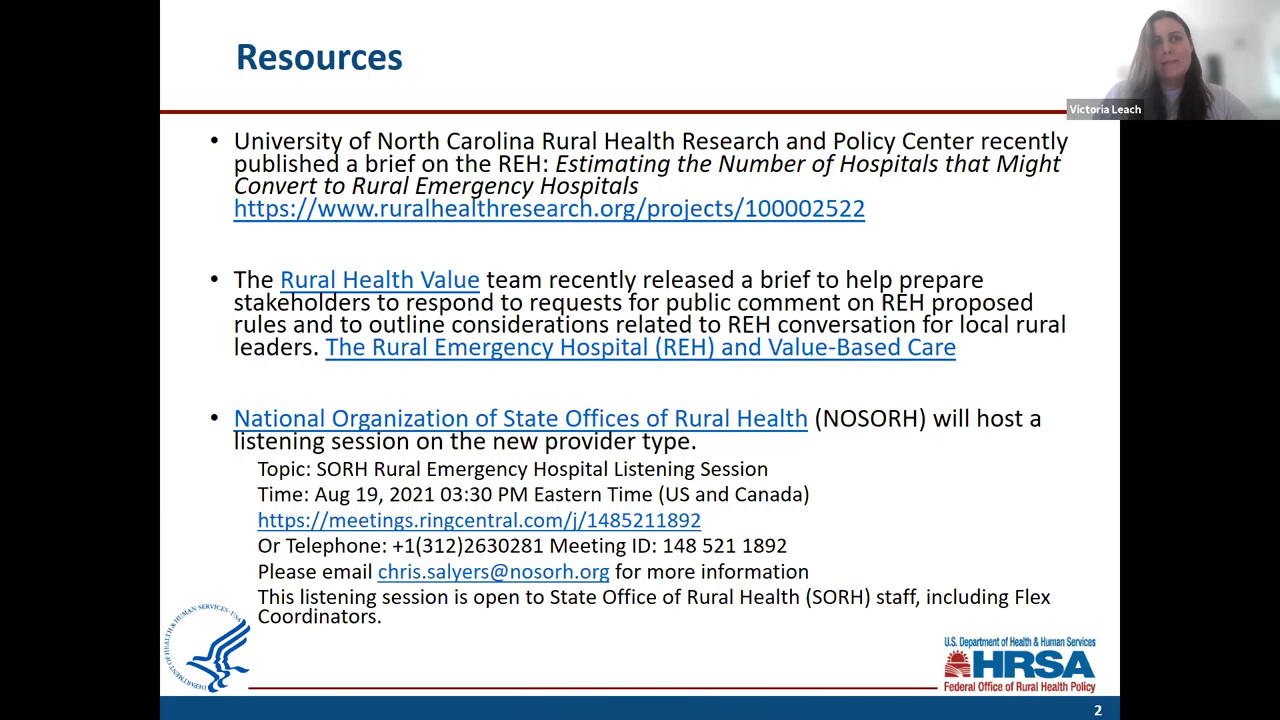 Resources
Victoria Leach
• University of North Carolina Rural Health Research and Policy Center recently
published a brief on the REH: Estimating the Number of Hospitals that Might
Convert to Rural Emergency Hospitals
https://www.ruralhealthresearch.org/projects/100002522
• The Rural Health Value team recently released a brief to help prepare
stakeholders to respond to requests for public comment on REH proposed
rules and to outline considerations related to REH conversation for local rural
leaders. The Rural Emergency Hospital (REH) and Value-Based Care
• National Organization of State Offices of Rural Health (NOSORH) will host a
listening session on the new provider type.
Topic: SORH Rural Emergency Hospital Listening Session
Time: Aug 19, 2021 03:30 PM Eastern Time (US and Canada)
https://meetings.ringcentral.com/j/1485211892
Or Telephone: +1(312)2630281 Meeting ID: 148 521 1892
Please email chris.salyers@nosorh.org for more information
This listening session is open to State Office of Rural Health (SORH) staff, including Flex
Coordinators.
DEPARTMENT OF HEALTH & HUMAN SERVICES · USA
U.S. Department of Health & Human Services
HRSA
Federal Office of Rural Health Policy
2